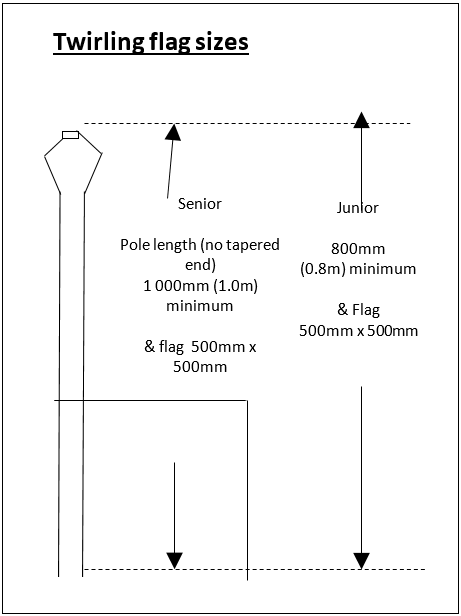 Twirling flag sizes
Senior
Pole length (no tapered
end)
1 000mm (1.0m)
minimum
& flag 500mm x
500mm
Junior
800mm
(0.8m) minimum
& Flag
500mm x 500mm